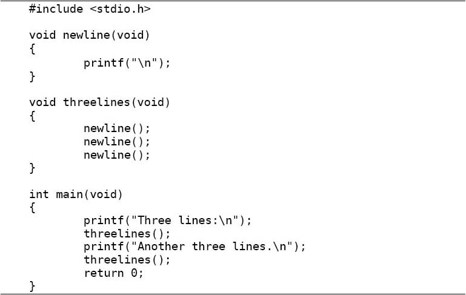 #include <stdio.h>

void newline(void)
{
        printf("\n");
}

void threelines(void)
{
        newline();
        newline();
        newline();
}

int main(void)
{
        printf("Three lines:\n");
        threelines();
        printf("Another three lines.\n");
        threelines();
        return 0;
}